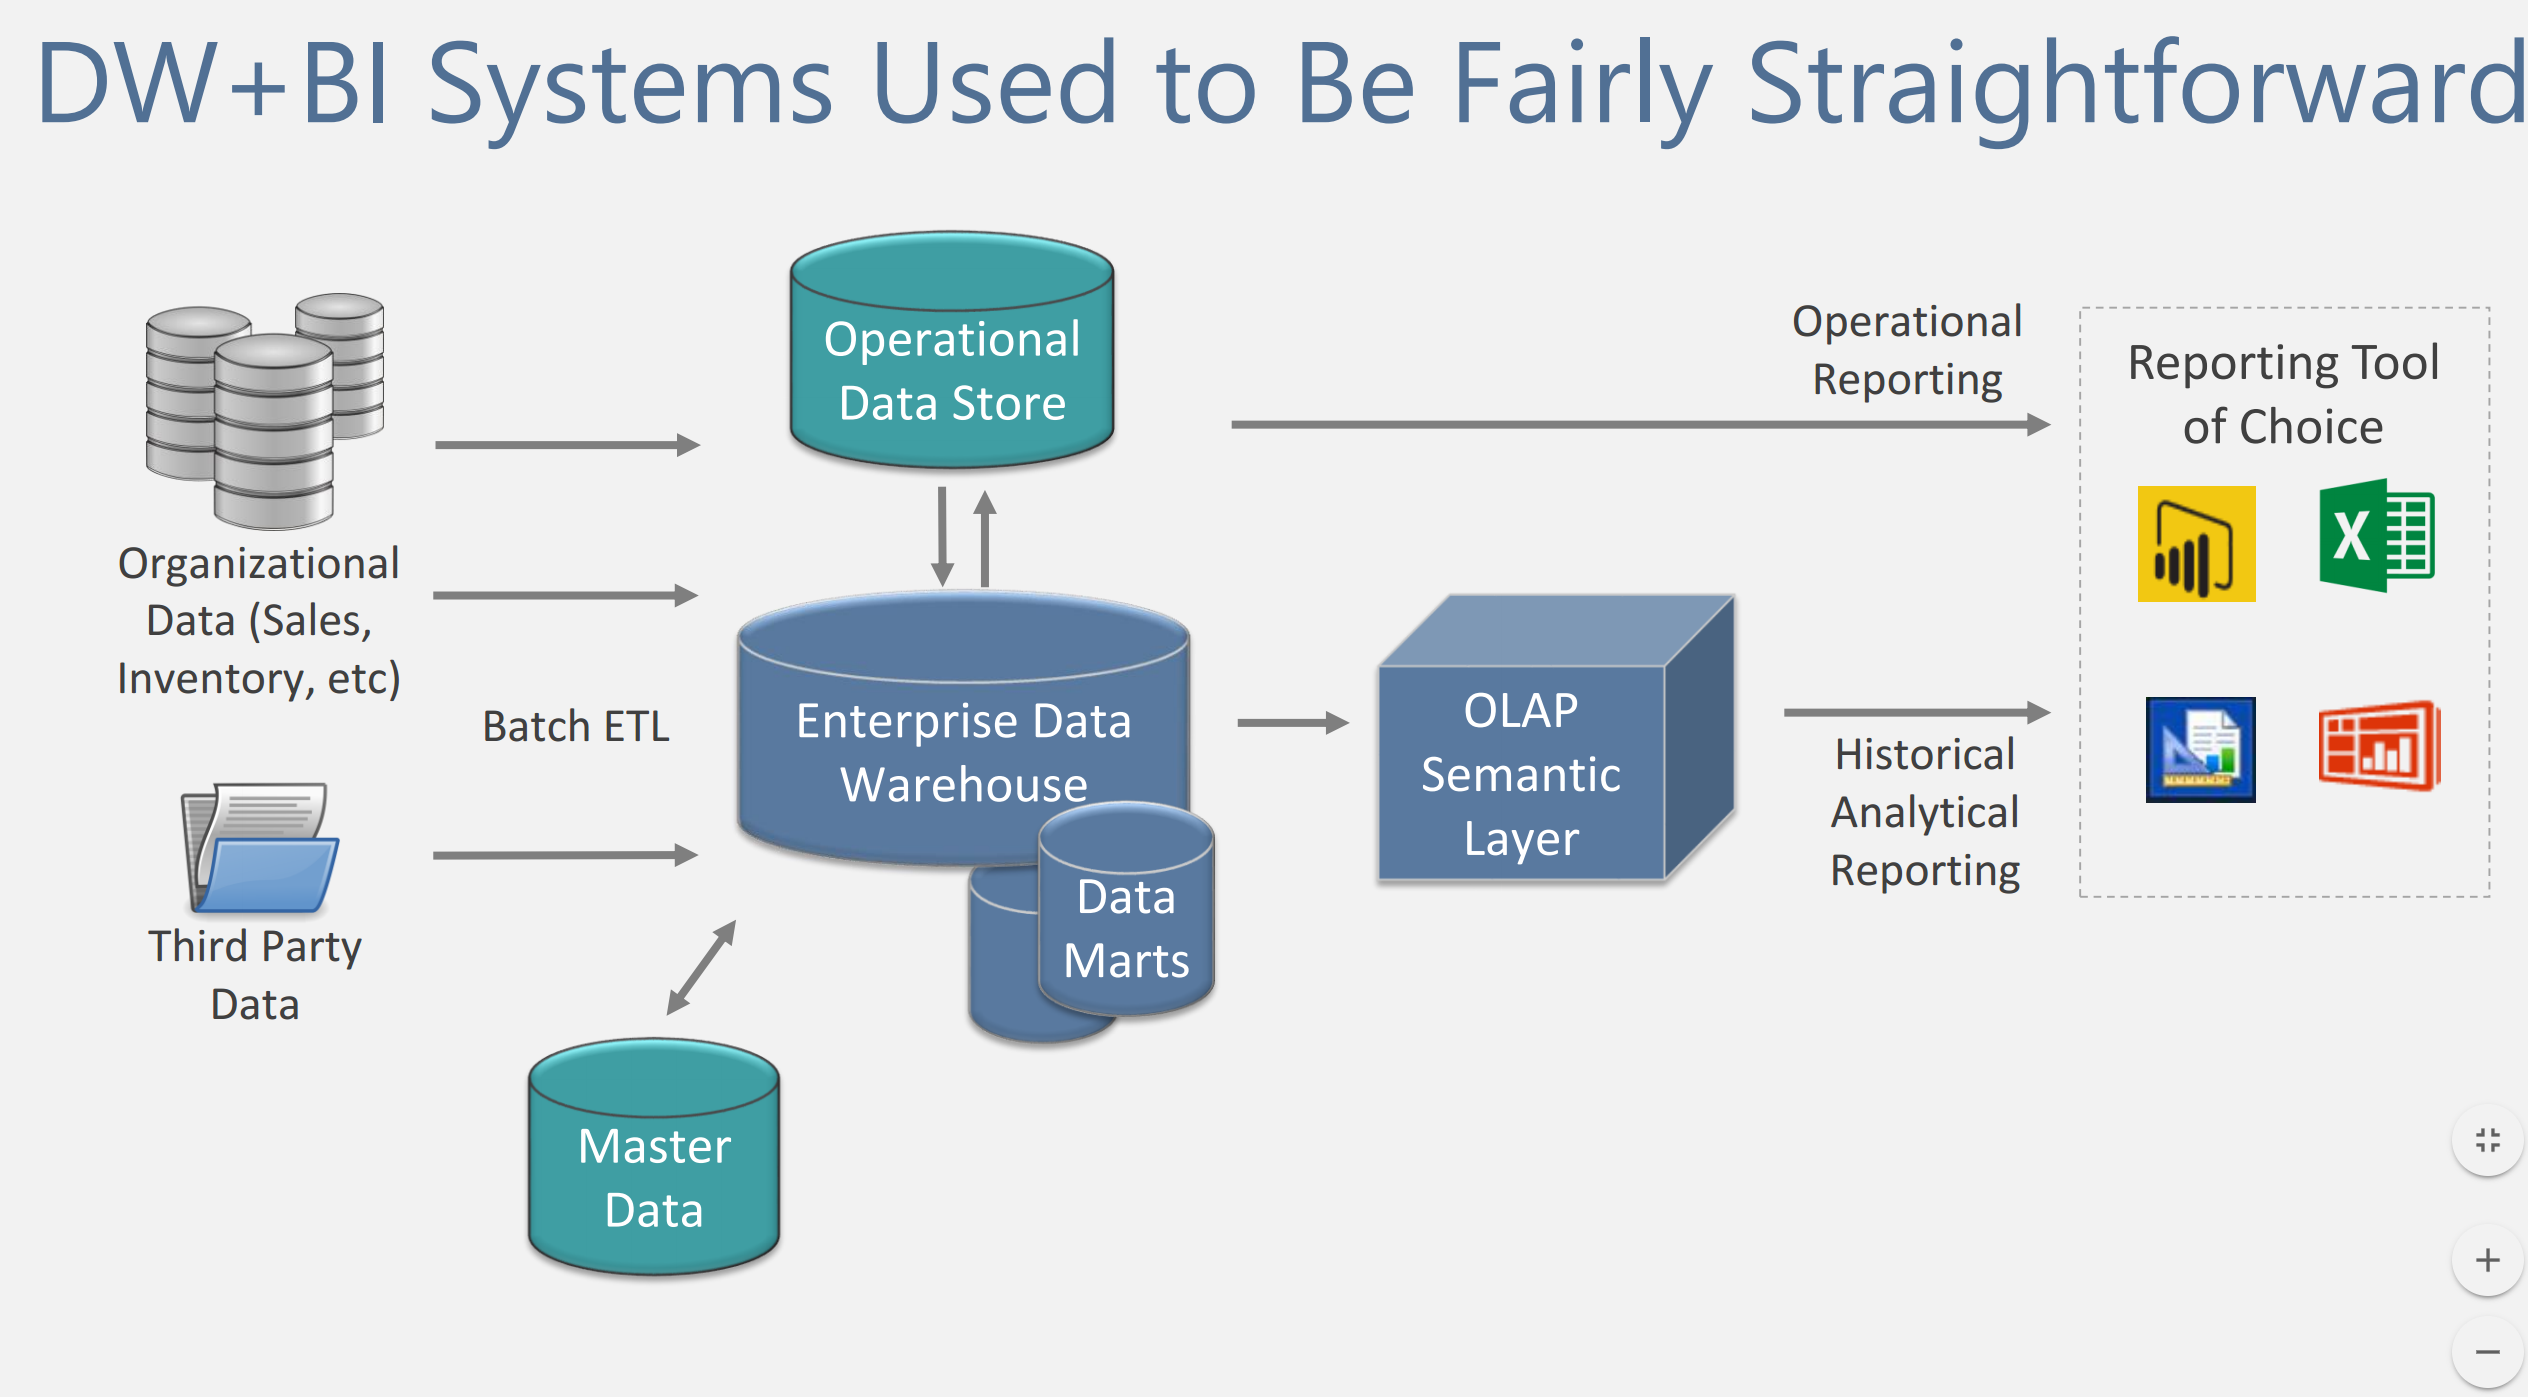 DW+BI Systems Used to Be Fairly Straightforward
Operational
Data Store
Operational
Reporting
Reporting Tool
of Choice
X
Organizational
Data (Sales,
Inventory, etc)
Batch ETL
Enterprise Data
Warehouse
OLAP
Semantic
Layer
Historical
Analytical
Reporting
Data
Marts
Third Party
Data
Master
Data